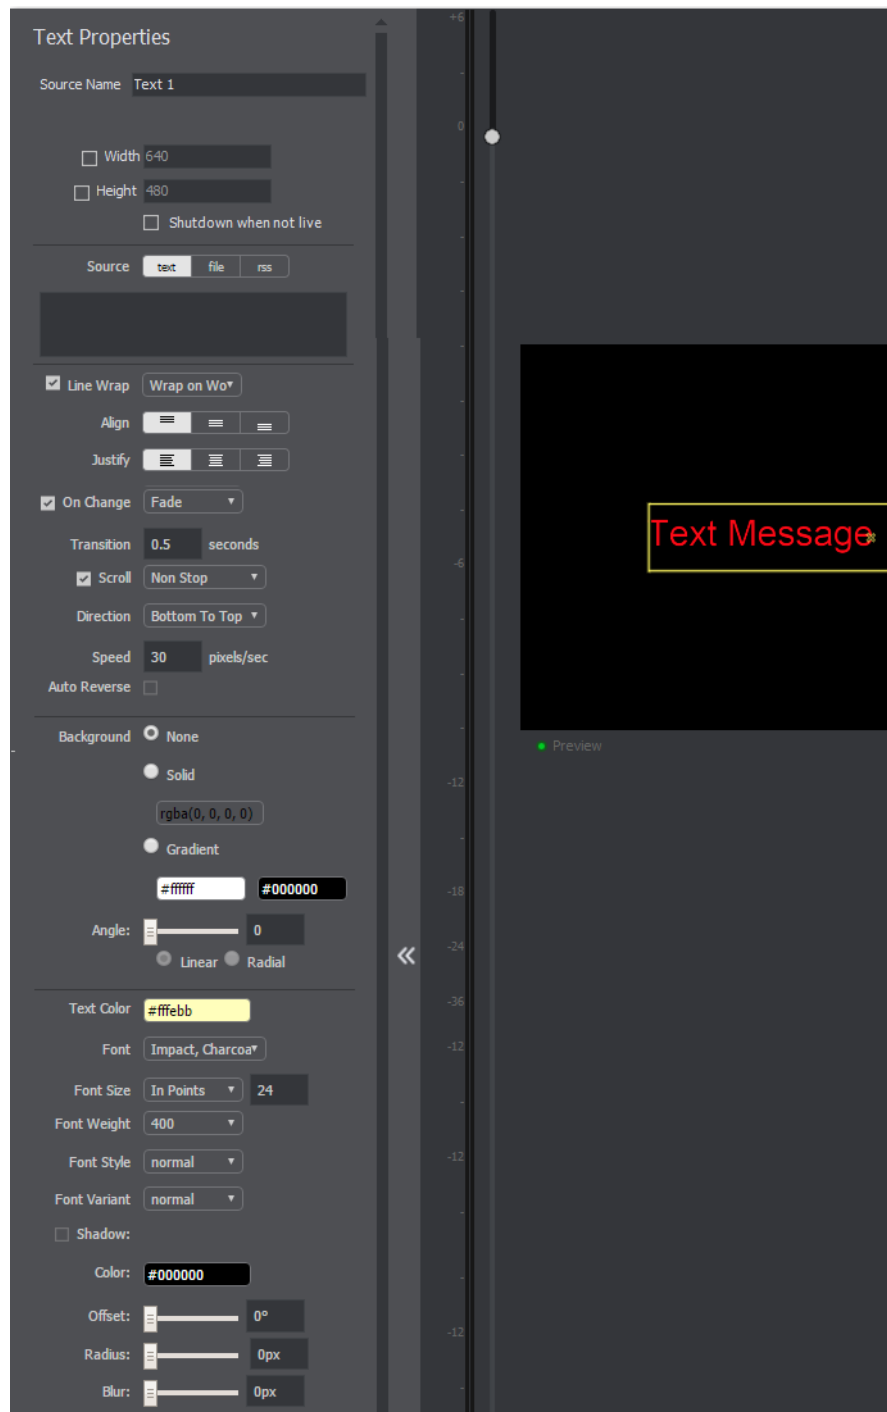 Text Properties
Source Name Text 1
Width 640
Height 480
Shutdown when not live
Source text file rss
Line Wrap Wrap on Wo
Align
Justify
On Change Fade
Transition 0.5 seconds
Scroll Non Stop
Direction Bottom To Top
Speed 30 pixels/sec
Auto Reverse
Background None
Solid
rgba(0, 0, 0, 0)
Gradient
#ffffff #000000
Angle: 0
Linear Radial
Text Color #fffebb
Font Impact, Charcoa
Font Size In Points 24
Font Weight 400
Font Style normal
Font Variant normal
Shadow:
Color: #000000
Offset: 0°
Radius: 0px
Blur: 0px
«
+6
0
-6
-12
-18
-24
-36
-12
-12
-12
Text Message
Preview